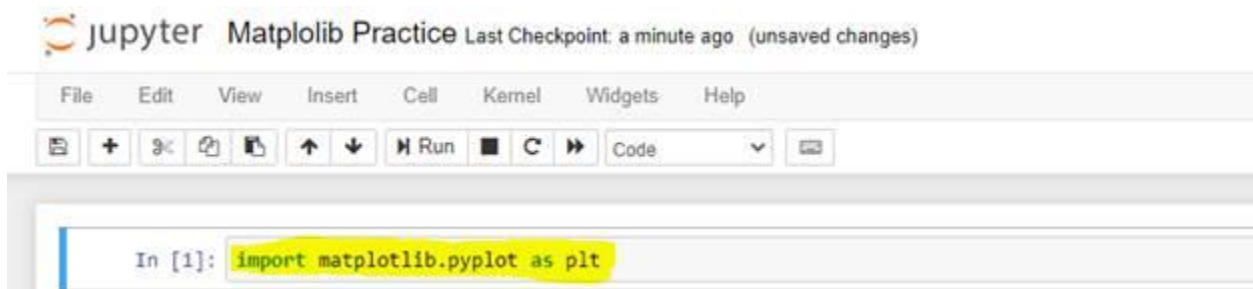 jupyter Matplolib Practice Last Checkpoint: a minute ago (unsaved changes)
File Edit View Insert Cell Kernel Widgets Help
Run Code
In [1]: import matplotlib.pyplot as plt